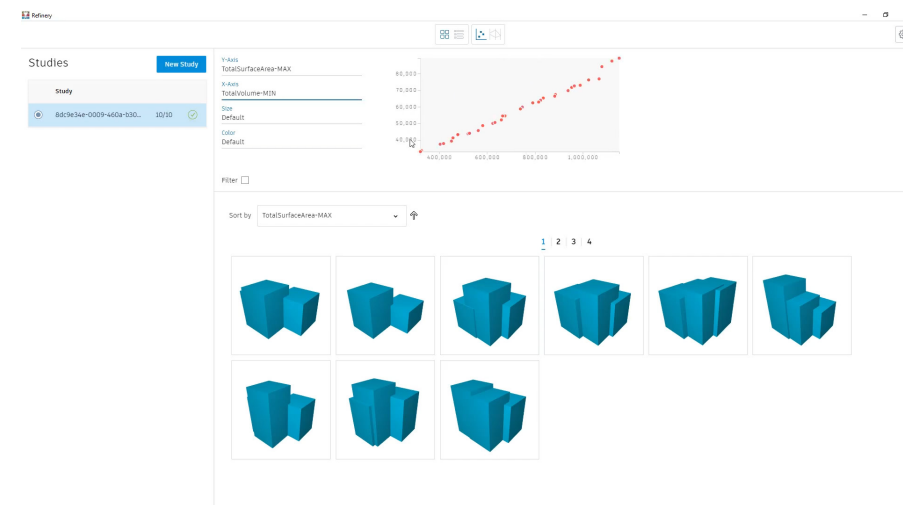 Refinery
Studies
New Study
Study
8dc9e34e-0009-460a-b30... 10/10
Y-Axis
TotalSurfaceArea-MAX
X-Axis
TotalVolume-MIN
Size
Default
Color
Default
Filter
80,000
70,000
60,000
50,000
40,000
400,000 600,000 800,000 1,000,000
Sort by TotalSurfaceArea-MAX
1 2 3 4